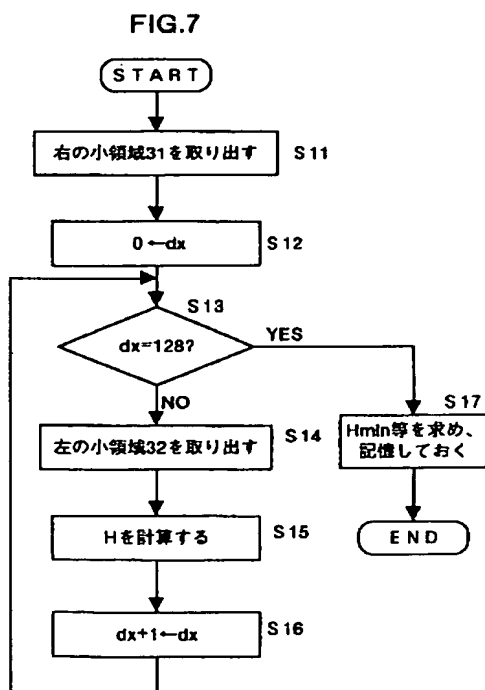 FIG.7
START
右の小領域31を取り出す S11
0←dx S12
S13
dx=128? YES
NO
S17
左の小領域32を取り出す S14
Hmin等を求め、
記憶しておく
Hを計算する S15
END
dx+1←dx S16